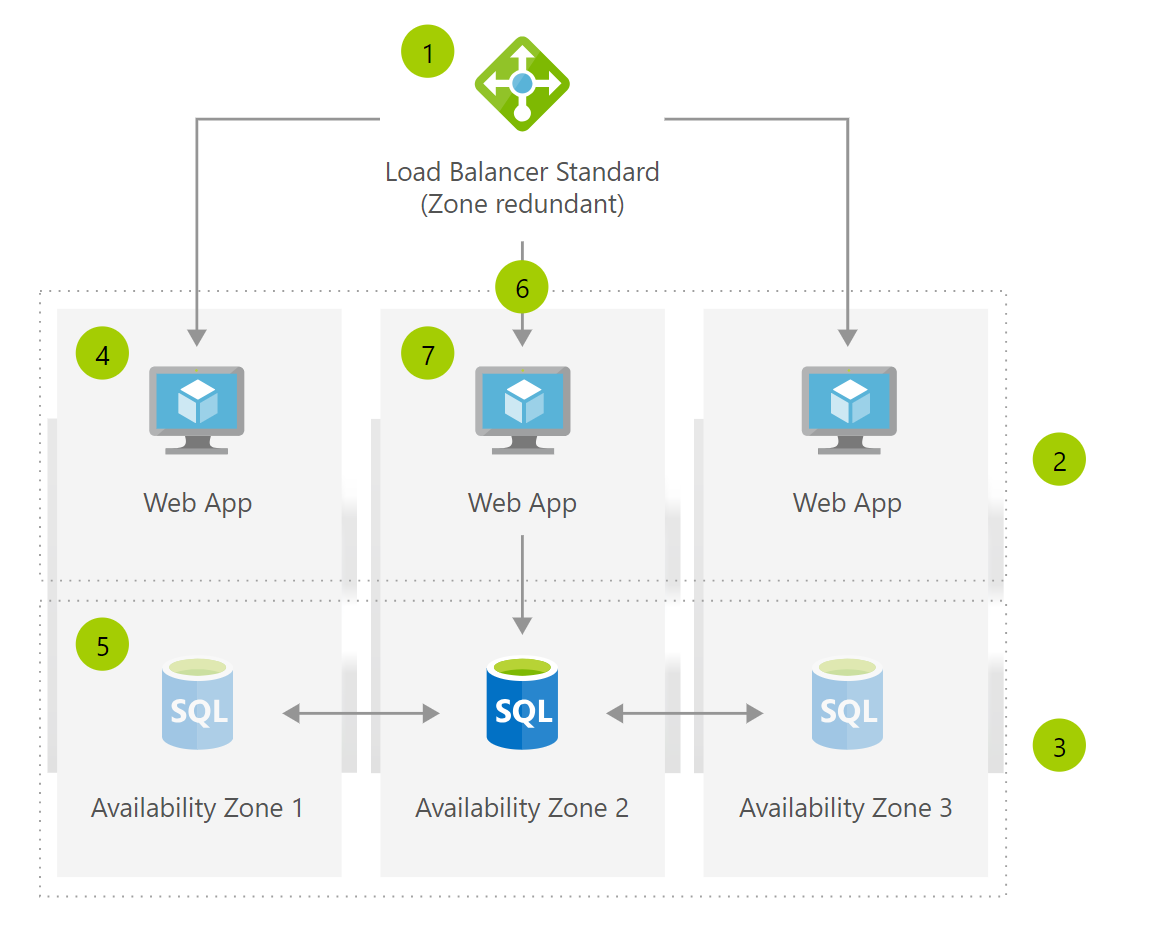 1
Load Balancer Standard
(Zone redundant)
6
4
7
Web App
Web App
Web App
2
5
SQL
SQL
SQL
3
Availability Zone 1
Availability Zone 2
Availability Zone 3